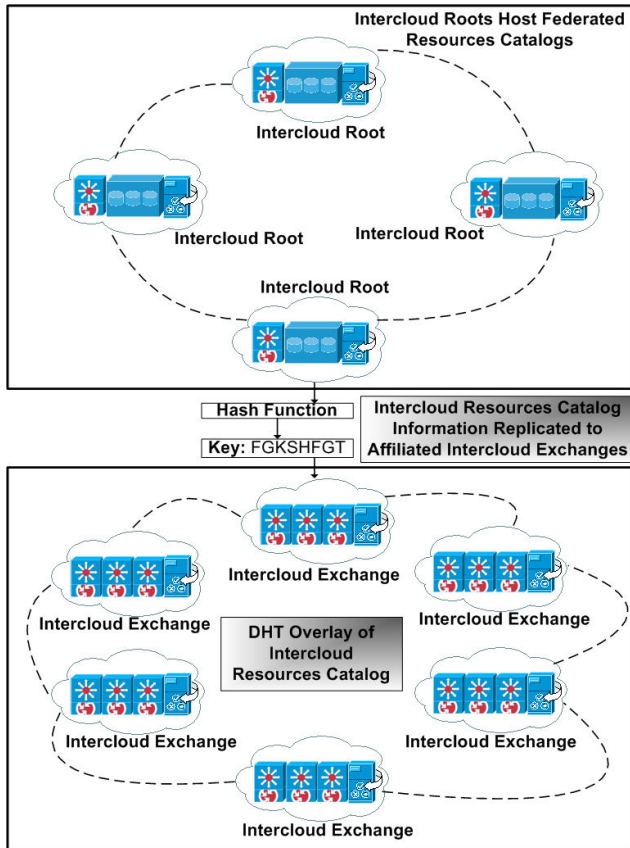 Intercloud Roots Host Federated
Resources Catalogs
Intercloud Root
Intercloud Root
Intercloud Root
Intercloud Root
Hash Function
Key: FGKSHFGT
Intercloud Resources Catalog
Information Replicated to
Affiliated Intercloud Exchanges
Intercloud Exchange
Intercloud Exchange
Intercloud Exchange
DHT Overlay of
Intercloud
Resources Catalog
Intercloud Exchange
Intercloud Exchange
Intercloud Exchange